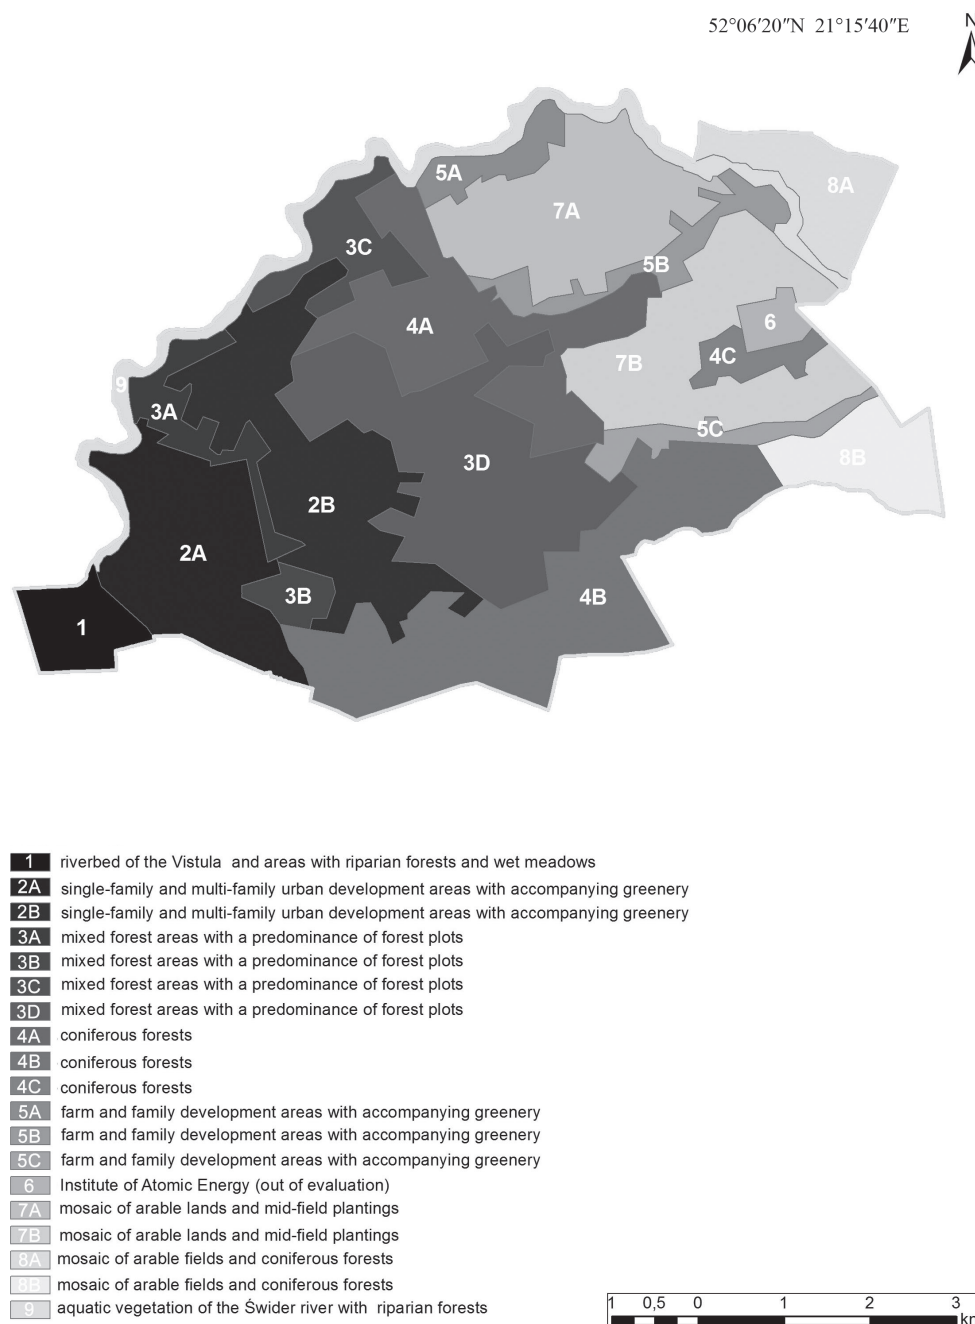 52°06′20″N 21°15′40″E
N
5A
8A
7A
3C
5B
4A
6
7B
4C
9
3A
5C
3D
8B
2B
2A
3B
4B
1
1 riverbed of the Vistula and areas with riparian forests and wet meadows
2A single-family and multi-family urban development areas with accompanying greenery
2B single-family and multi-family urban development areas with accompanying greenery
3A mixed forest areas with a predominance of forest plots
3B mixed forest areas with a predominance of forest plots
3C mixed forest areas with a predominance of forest plots
3D mixed forest areas with a predominance of forest plots
4A coniferous forests
4B coniferous forests
4C coniferous forests
5A farm and family development areas with accompanying greenery
5B farm and family development areas with accompanying greenery
5C farm and family development areas with accompanying greenery
6 Institute of Atomic Energy (out of evaluation)
7A mosaic of arable lands and mid-field plantings
7B mosaic of arable lands and mid-field plantings
8A mosaic of arable fields and coniferous forests
8B mosaic of arable fields and coniferous forests
9 aquatic vegetation of the Świder river with riparian forests
1 0,5 0 1 2 3
km